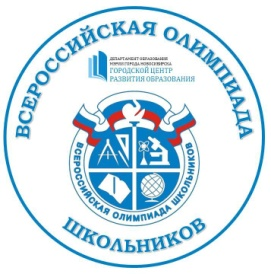 ВСЕРОССИЙСКАЯ ОЛИМПИАДА
ДЕПАРТАМЕНТ ОБРАЗОВАНИЯ
МЭРИИ ГОРОДА НОВОСИБИРСКА
ГОРОДСКОЙ ЦЕНТР
РАЗВИТИЯ ОБРАЗОВАНИЯ
ВСЕРОССИЙСКАЯ ОЛИМПИАДА ШКОЛЬНИКОВ
ШКОЛЬНИКОВ